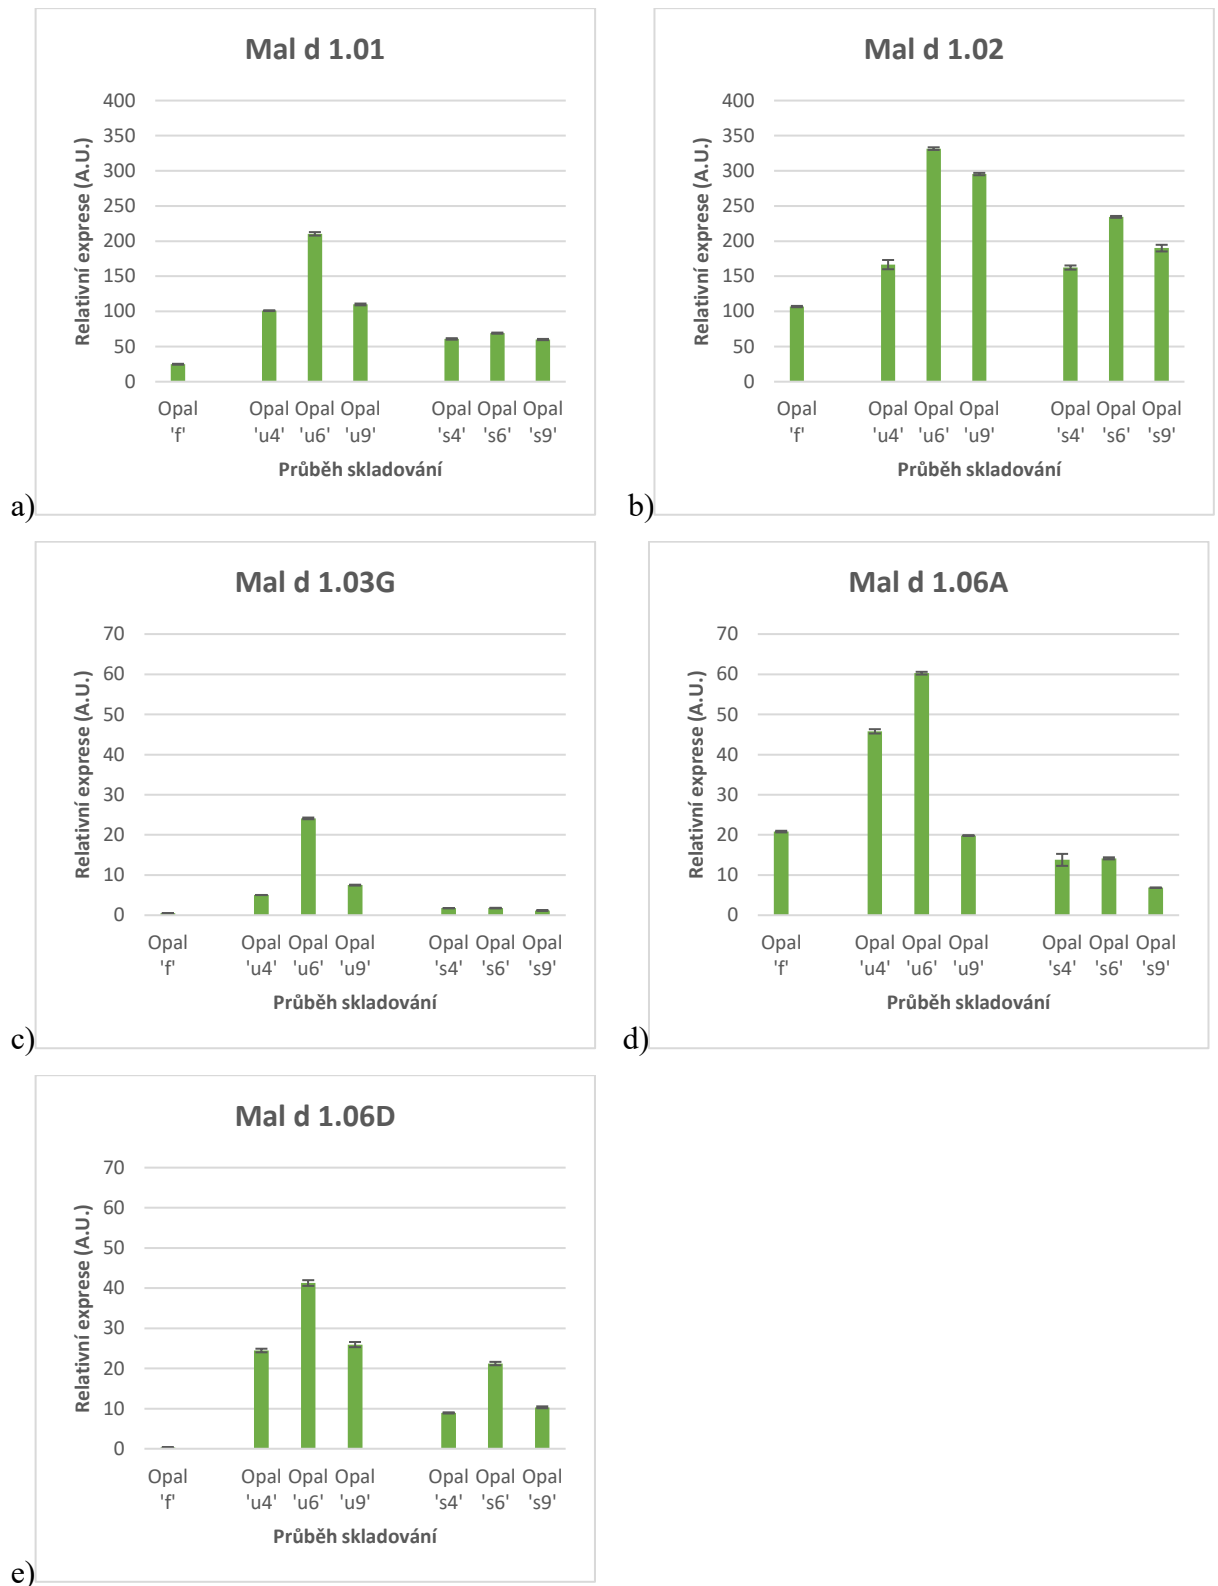 Mal d 1.01
Relativní exprese (A.U.)
400
350
300
250
200
150
100
50
0
Opal Opal Opal Opal Opal Opal Opal
'f' 'u4' 'u6' 'u9' 's4' 's6' 's9'
Průběh skladování
a)
Mal d 1.02
Relativní exprese (A.U.)
400
350
300
250
200
150
100
50
0
Opal Opal Opal Opal Opal Opal Opal
'f' 'u4' 'u6' 'u9' 's4' 's6' 's9'
Průběh skladování
b)
Mal d 1.03G
Relativní exprese (A.U.)
70
60
50
40
30
20
10
0
Opal Opal Opal Opal Opal Opal Opal
'f' 'u4' 'u6' 'u9' 's4' 's6' 's9'
Průběh skladování
c)
Mal d 1.06A
Relativní exprese (A.U.)
70
60
50
40
30
20
10
0
Opal Opal Opal Opal Opal Opal Opal
'f' 'u4' 'u6' 'u9' 's4' 's6' 's9'
Průběh skladování
d)
Mal d 1.06D
Relativní exprese (A.U.)
70
60
50
40
30
20
10
0
Opal Opal Opal Opal Opal Opal Opal
'f' 'u4' 'u6' 'u9' 's4' 's6' 's9'
Průběh skladování
e)